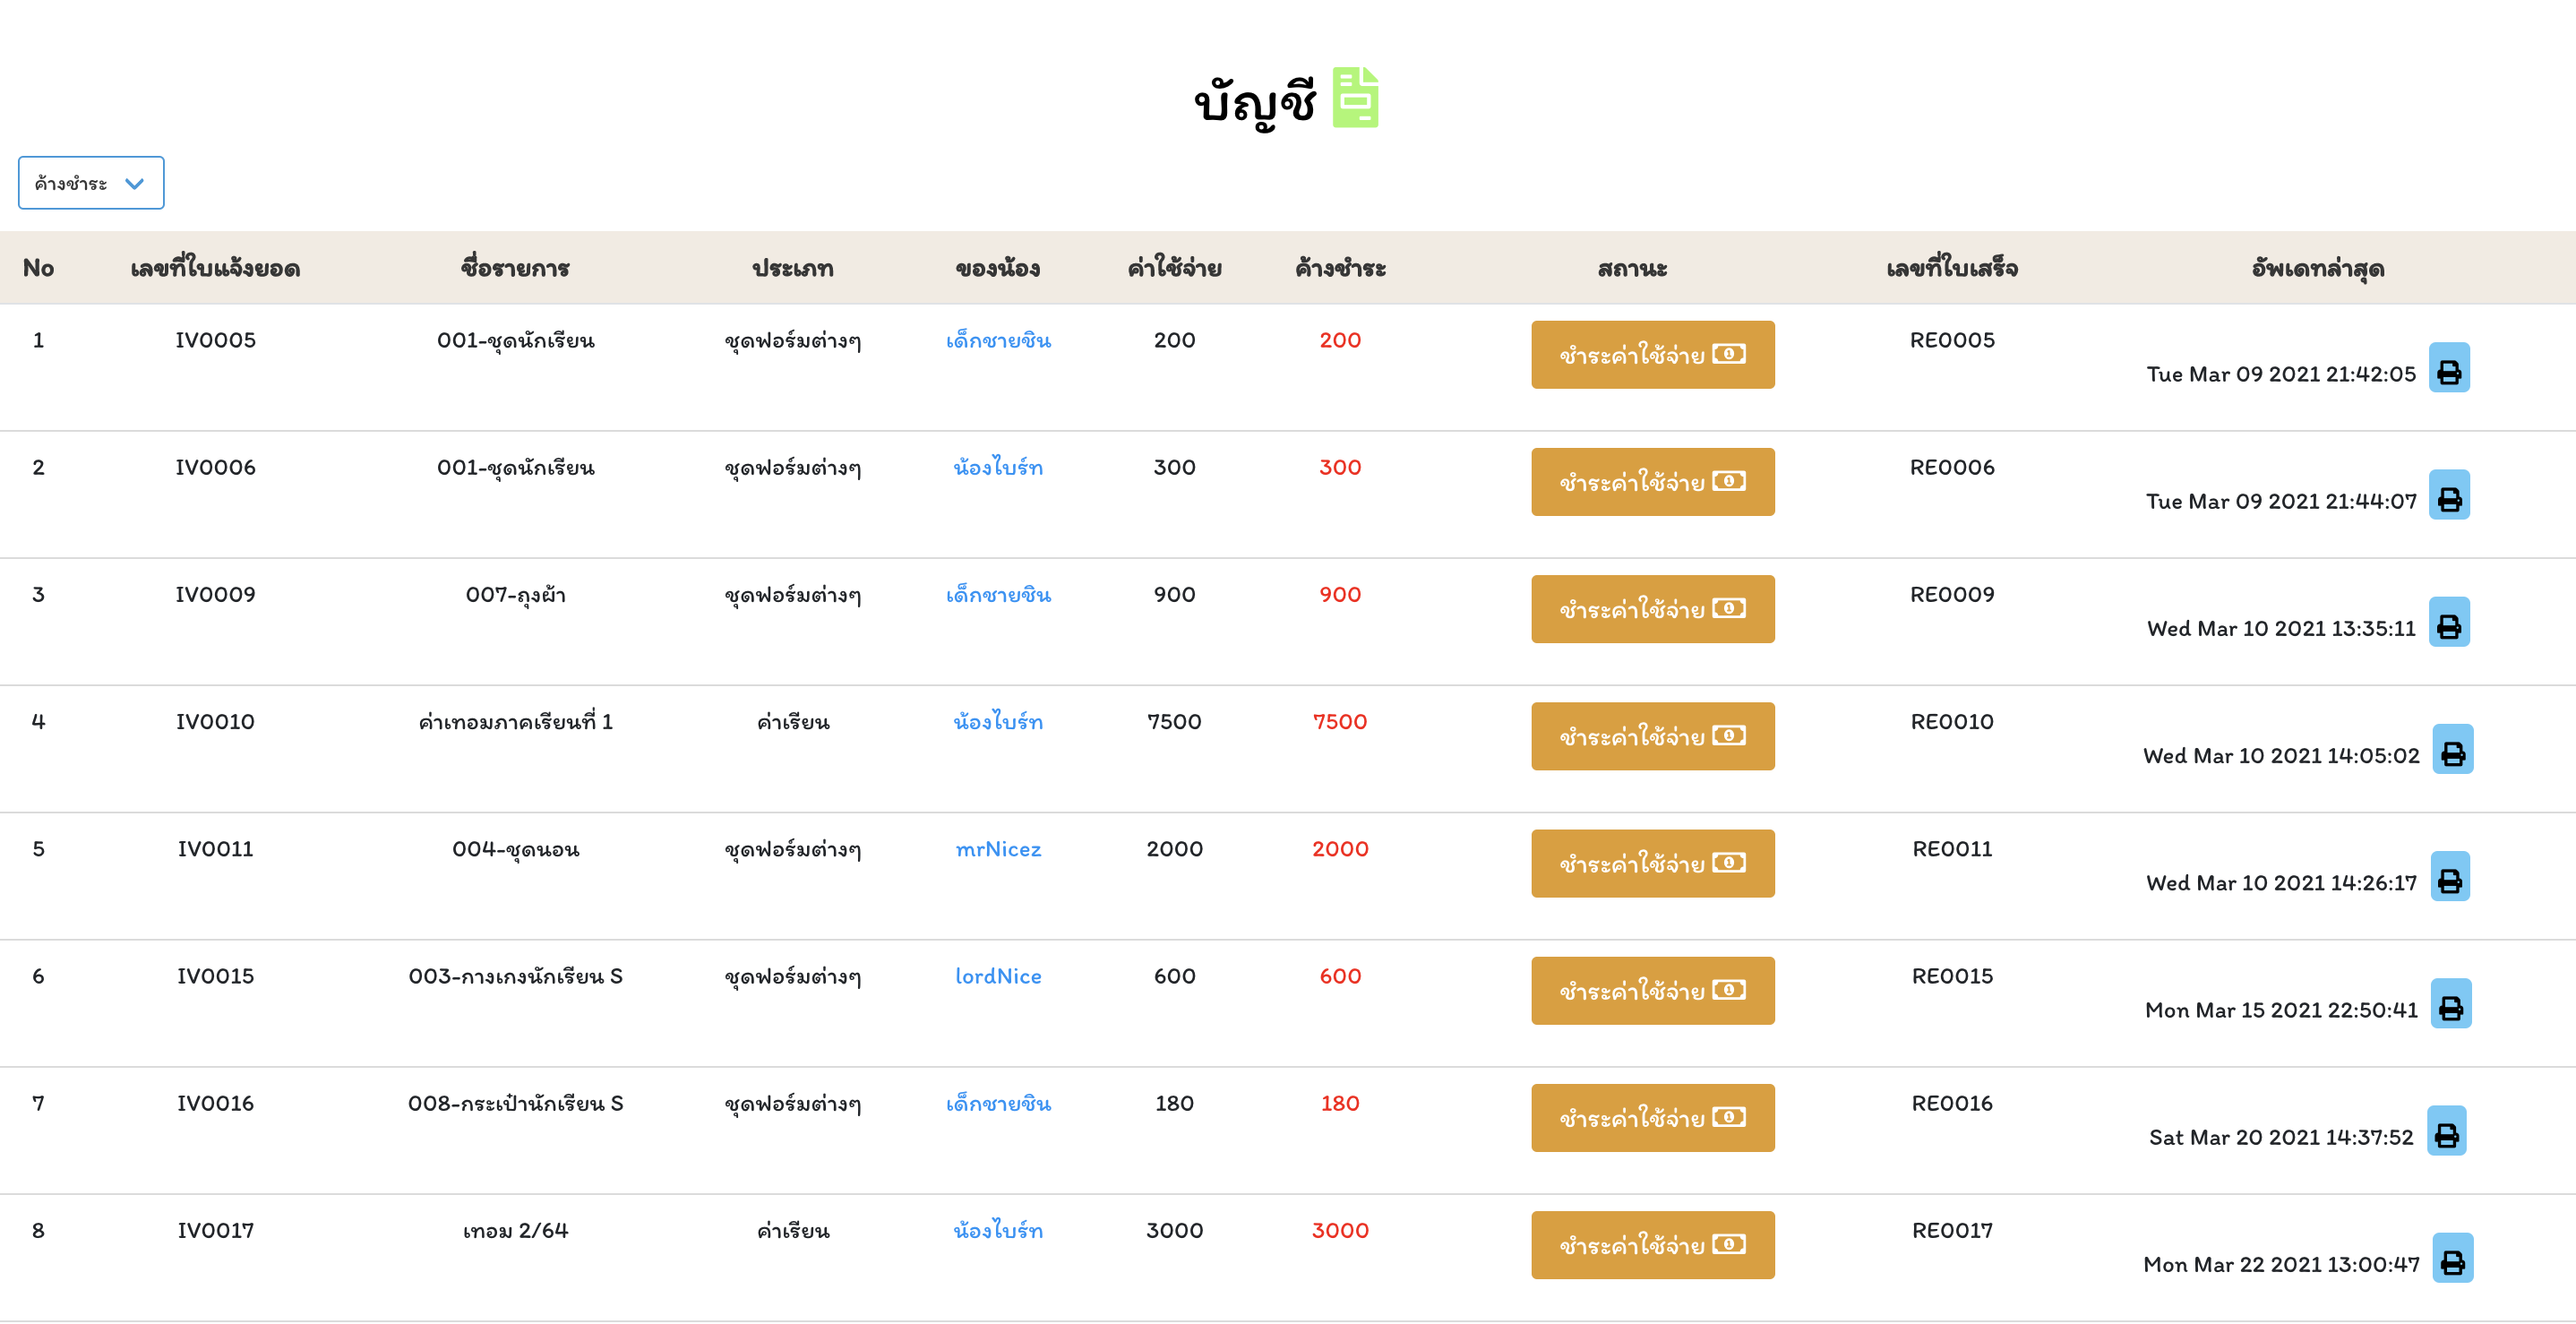 บัญชี
ค้างชำระ
No เลขที่ใบแจ้งยอด ชื่อรายการ ประเภท ของน้อง ค่าใช้จ่าย ค้างชำระ สถานะ เลขที่ใบเสร็จ อัพเดทล่าสุด
1 IV0005 001-ชุดนักเรียน ชุดฟอร์มต่างๆ เด็กชายชิน 200 200 ชำระค่าใช้จ่าย RE0005 Tue Mar 09 2021 21:42:05
2 IV0006 001-ชุดนักเรียน ชุดฟอร์มต่างๆ น้องไบร์ท 300 300 ชำระค่าใช้จ่าย RE0006 Tue Mar 09 2021 21:44:07
3 IV0009 007-ถุงผ้า ชุดฟอร์มต่างๆ เด็กชายชิน 900 900 ชำระค่าใช้จ่าย RE0009 Wed Mar 10 2021 13:35:11
4 IV0010 ค่าเทอมภาคเรียนที่ 1 ค่าเรียน น้องไบร์ท 7500 7500 ชำระค่าใช้จ่าย RE0010 Wed Mar 10 2021 14:05:02
5 IV0011 004-ชุดนอน ชุดฟอร์มต่างๆ mrNicez 2000 2000 ชำระค่าใช้จ่าย RE0011 Wed Mar 10 2021 14:26:17
6 IV0015 003-กางเกงนักเรียน S ชุดฟอร์มต่างๆ lordNice 600 600 ชำระค่าใช้จ่าย RE0015 Mon Mar 15 2021 22:50:41
7 IV0016 008-กระเป๋านักเรียน S ชุดฟอร์มต่างๆ เด็กชายชิน 180 180 ชำระค่าใช้จ่าย RE0016 Sat Mar 20 2021 14:37:52
8 IV0017 เทอม 2/64 ค่าเรียน น้องไบร์ท 3000 3000 ชำระค่าใช้จ่าย RE0017 Mon Mar 22 2021 13:00:47